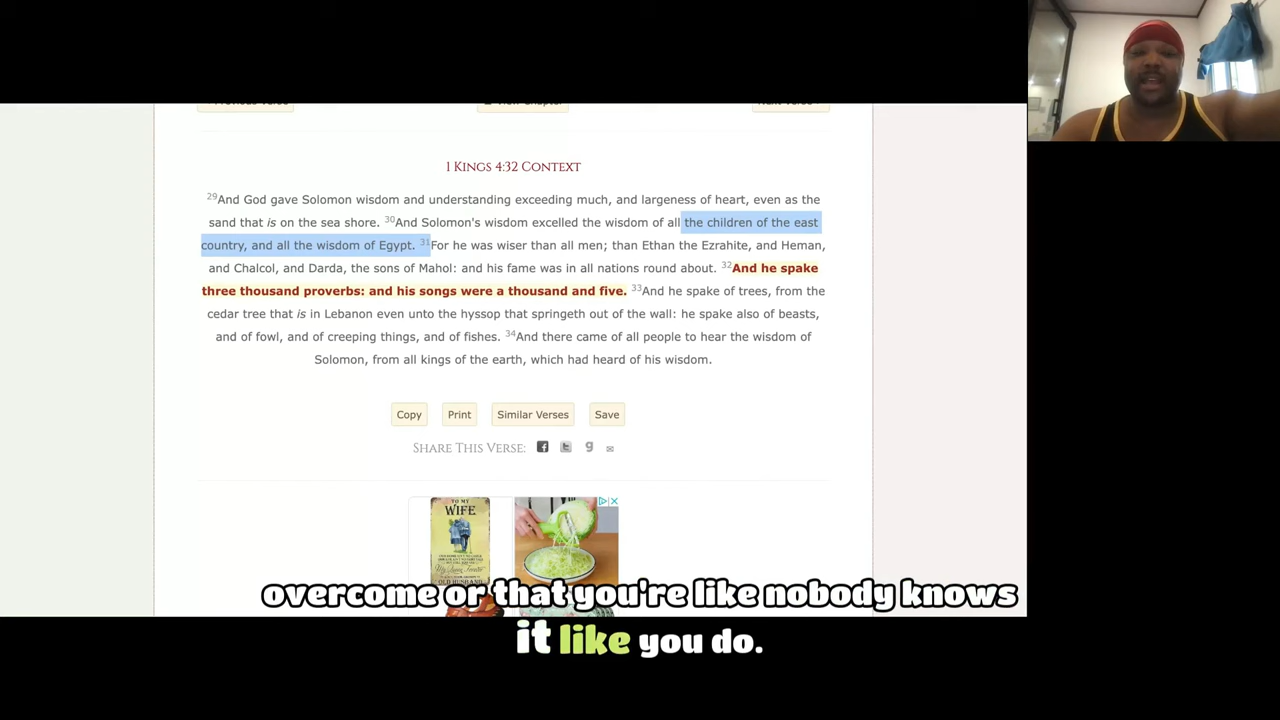 1 Kings 4:32 Context
29And God gave Solomon wisdom and understanding exceeding much, and largeness of heart, even as the
sand that is on the sea shore. 30And Solomon's wisdom excelled the wisdom of all the children of the east
country, and all the wisdom of Egypt. 31For he was wiser than all men; than Ethan the Ezrahite, and Heman,
and Chalcol, and Darda, the sons of Mahol: and his fame was in all nations round about. 32And he spake
three thousand proverbs: and his songs were a thousand and five. 33And he spake of trees, from the
cedar tree that is in Lebanon even unto the hyssop that springeth out of the wall: he spake also of beasts,
and of fowl, and of creeping things, and of fishes. 34And there came of all people to hear the wisdom of
Solomon, from all kings of the earth, which had heard of his wisdom.
Copy Print Similar Verses Save
Share This Verse:
TO MY
WIFE
OLD HUSBAND
overcome or that you're like nobody knows
it like you do.